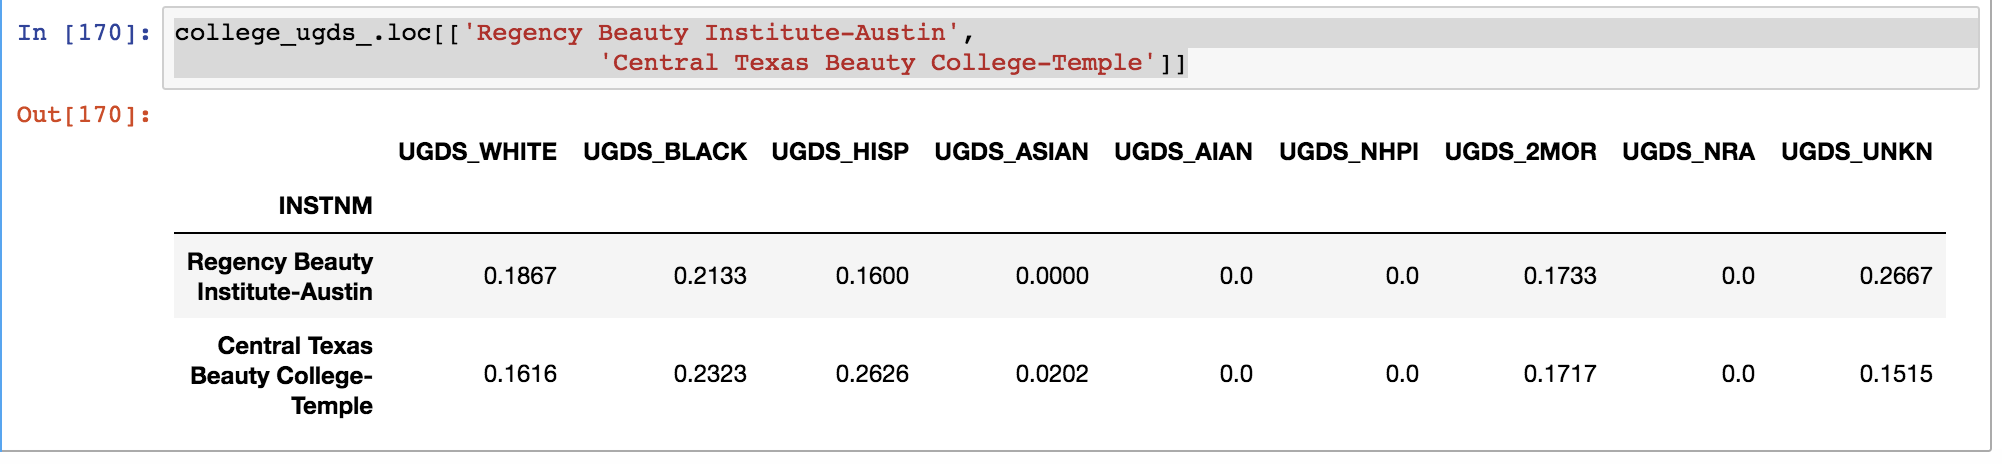 In [170]: college_ugds_.loc[['Regency Beauty Institute-Austin',
'Central Texas Beauty College-Temple']]
Out[170]:
UGDS_WHITE UGDS_BLACK UGDS_HISP UGDS_ASIAN UGDS_AIAN UGDS_NHPI UGDS_2MOR UGDS_NRA UGDS_UNKN
INSTNM
Regency Beauty
Institute-Austin 0.1867 0.2133 0.1600 0.0000 0.0 0.0 0.1733 0.0 0.2667
Central Texas
Beauty College- 0.1616 0.2323 0.2626 0.0202 0.0 0.0 0.1717 0.0 0.1515
Temple